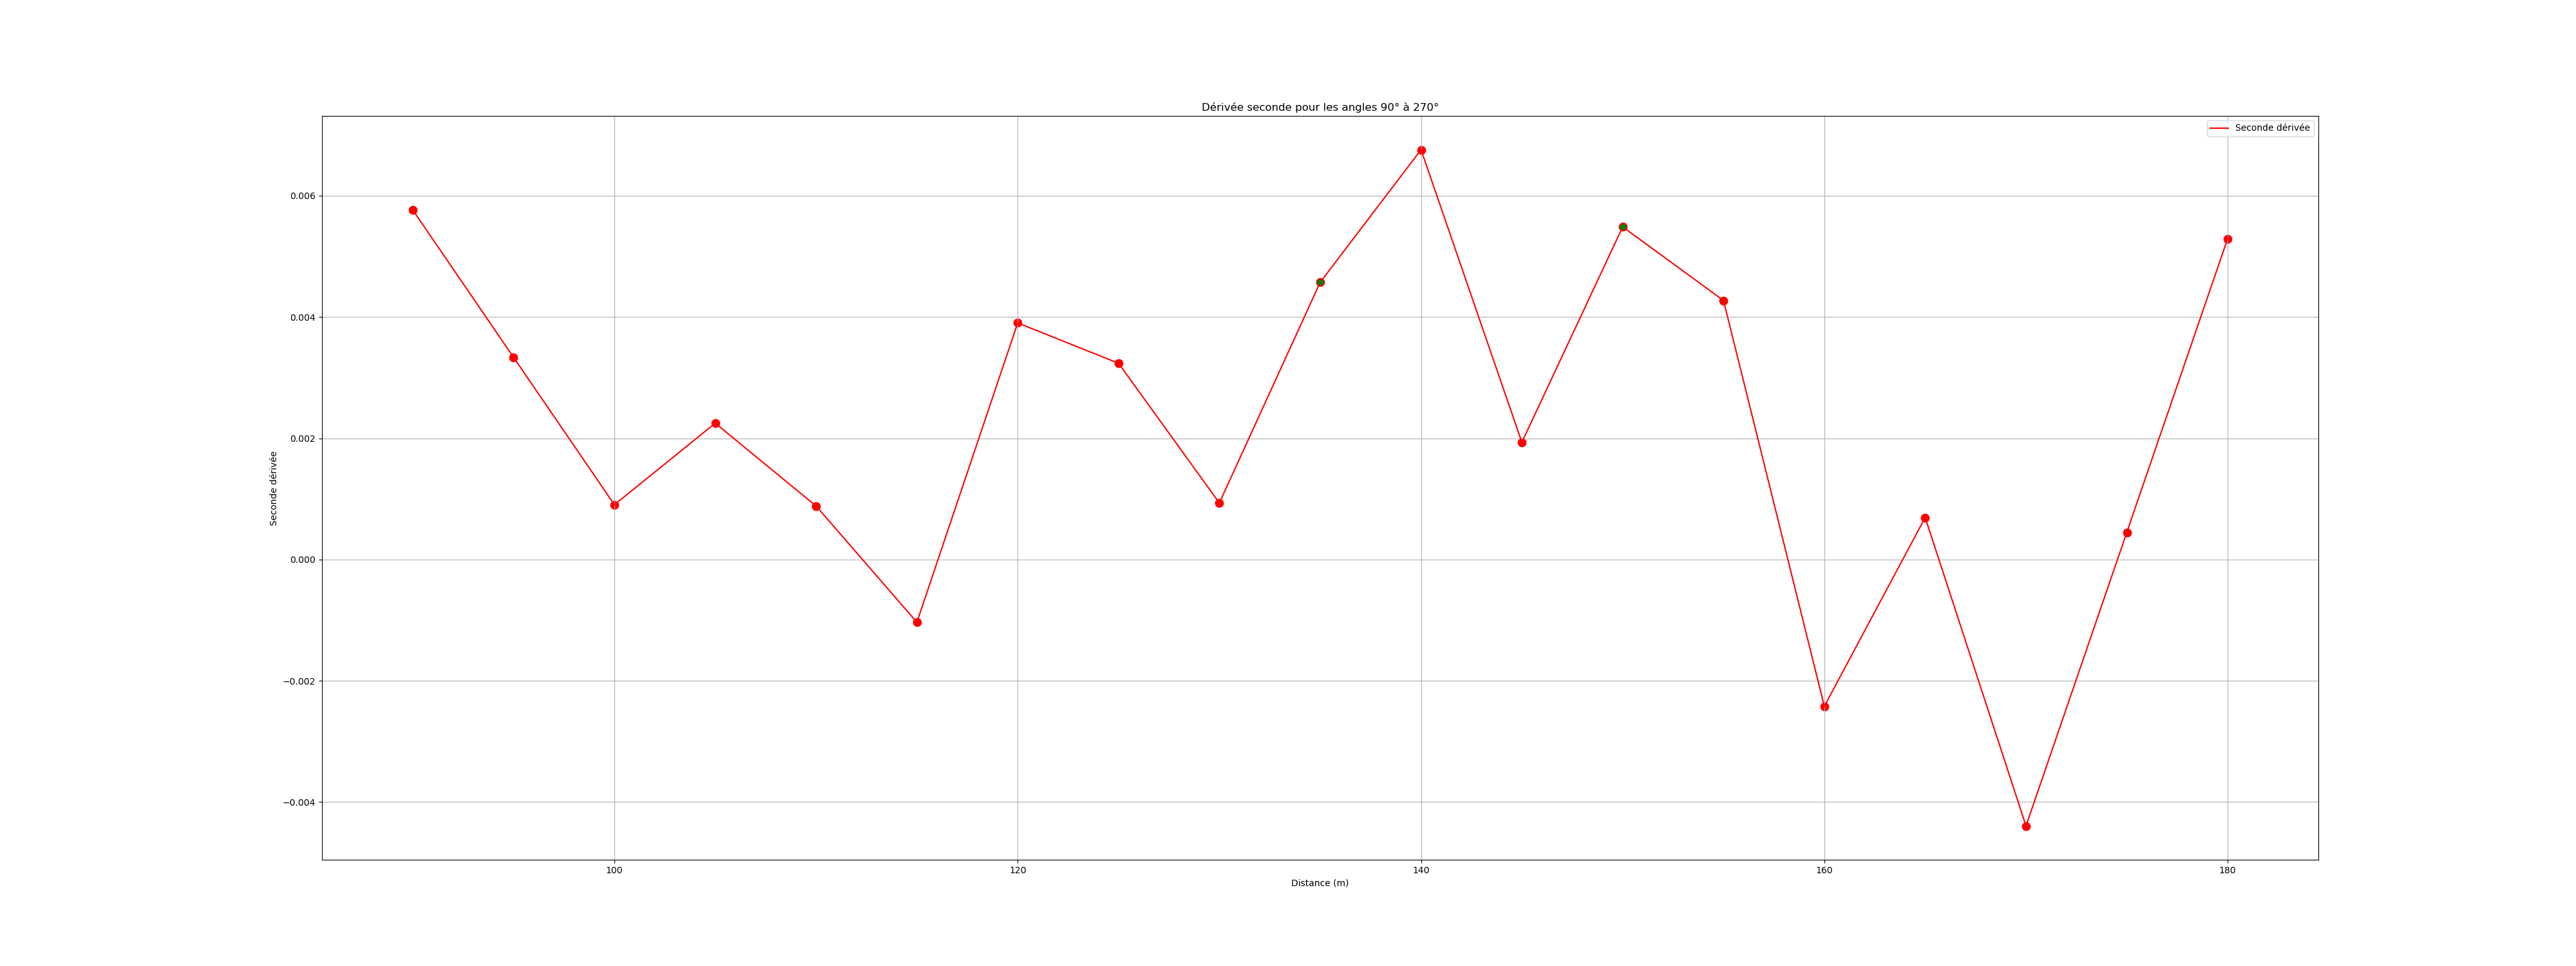 Dérivée seconde pour les angles 90° à 270°
Seconde dérivée
0.006
0.004
0.002
0.000
−0.002
−0.004
Seconde dérivée
100
120
140
160
180
Distance (m)